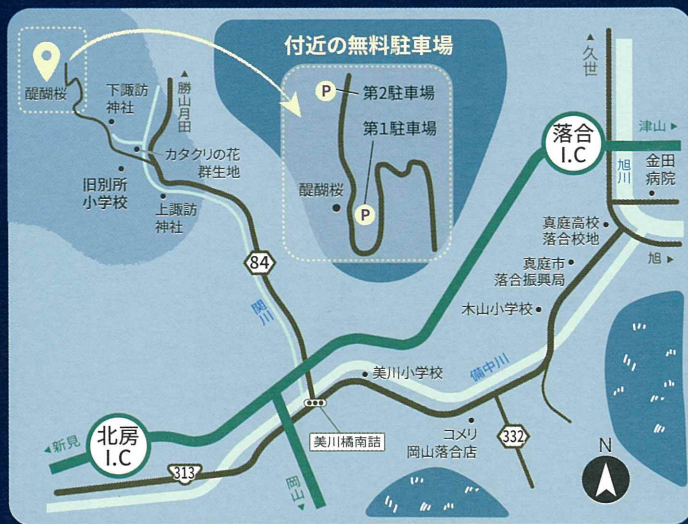 付近の無料駐車場
醍醐桜
下諏訪
神社
▲勝山月田
カタクリの花
群生地
旧別所
小学校
上諏訪
神社
P
第2駐車場
第1駐車場
醍醐桜
P
▲久世
落合
I.C
津山▶
旭川
金田
病院
真庭高校
落合校地
旭▶
真庭市
落合振興局
木山小学校
84
関川
美川小学校
備中川
◀新見
北房
I.C
美川橋南詰
コメリ
岡山落合店
332
313
岡山▶
N